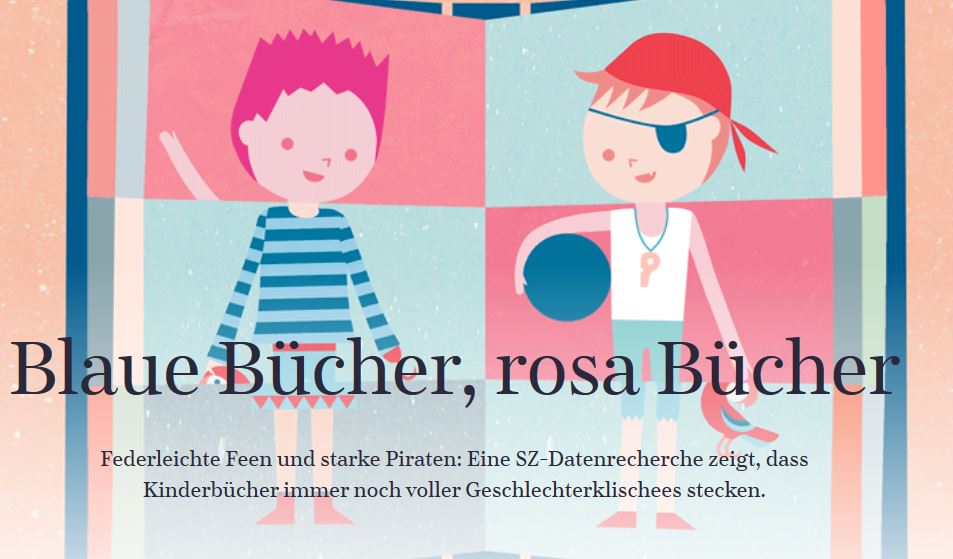 Blaue Bücher, rosa Bücher
Federleichte Feen und starke Piraten: Eine SZ-Datenrecherche zeigt, dass
Kinderbücher immer noch voller Geschlechterklischees stecken.